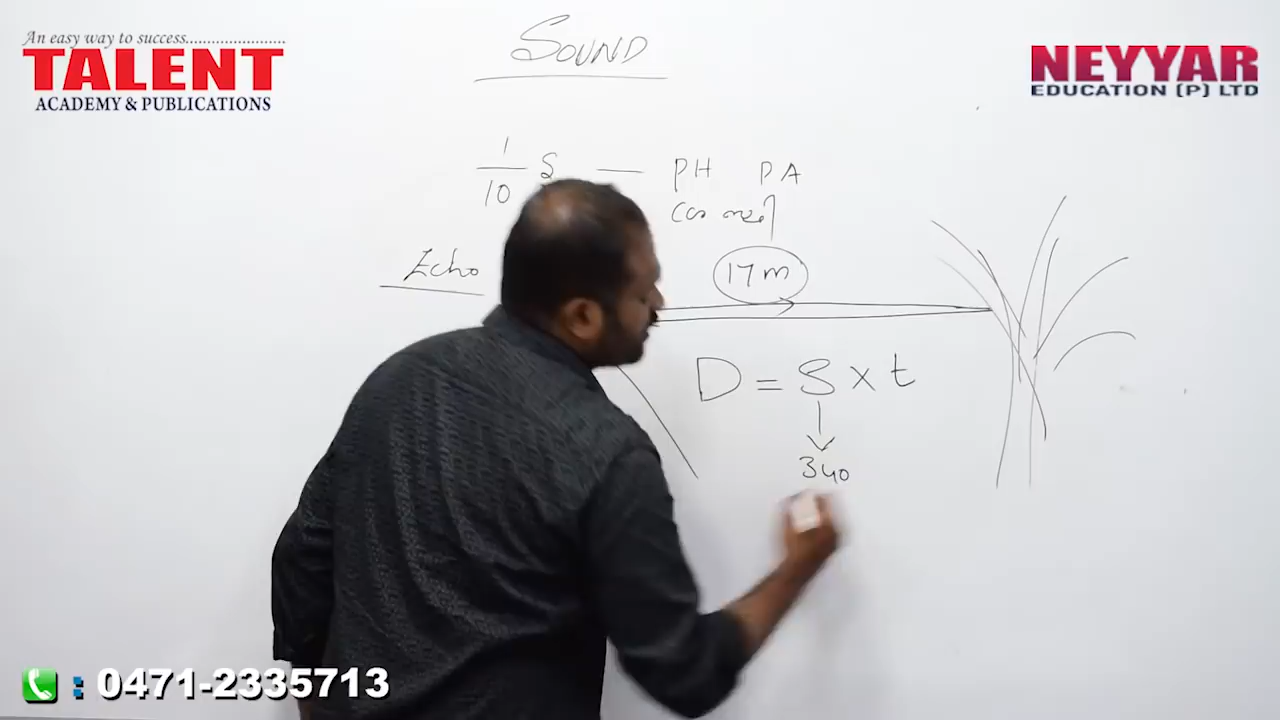 An easy way to success........................
TALENT
ACADEMY & PUBLICATIONS
NEYYAR
EDUCATION (P) LTD
SOUND
1/10 S — PH PA
Echo
17m
D = S x t
340
: 0471-2335713